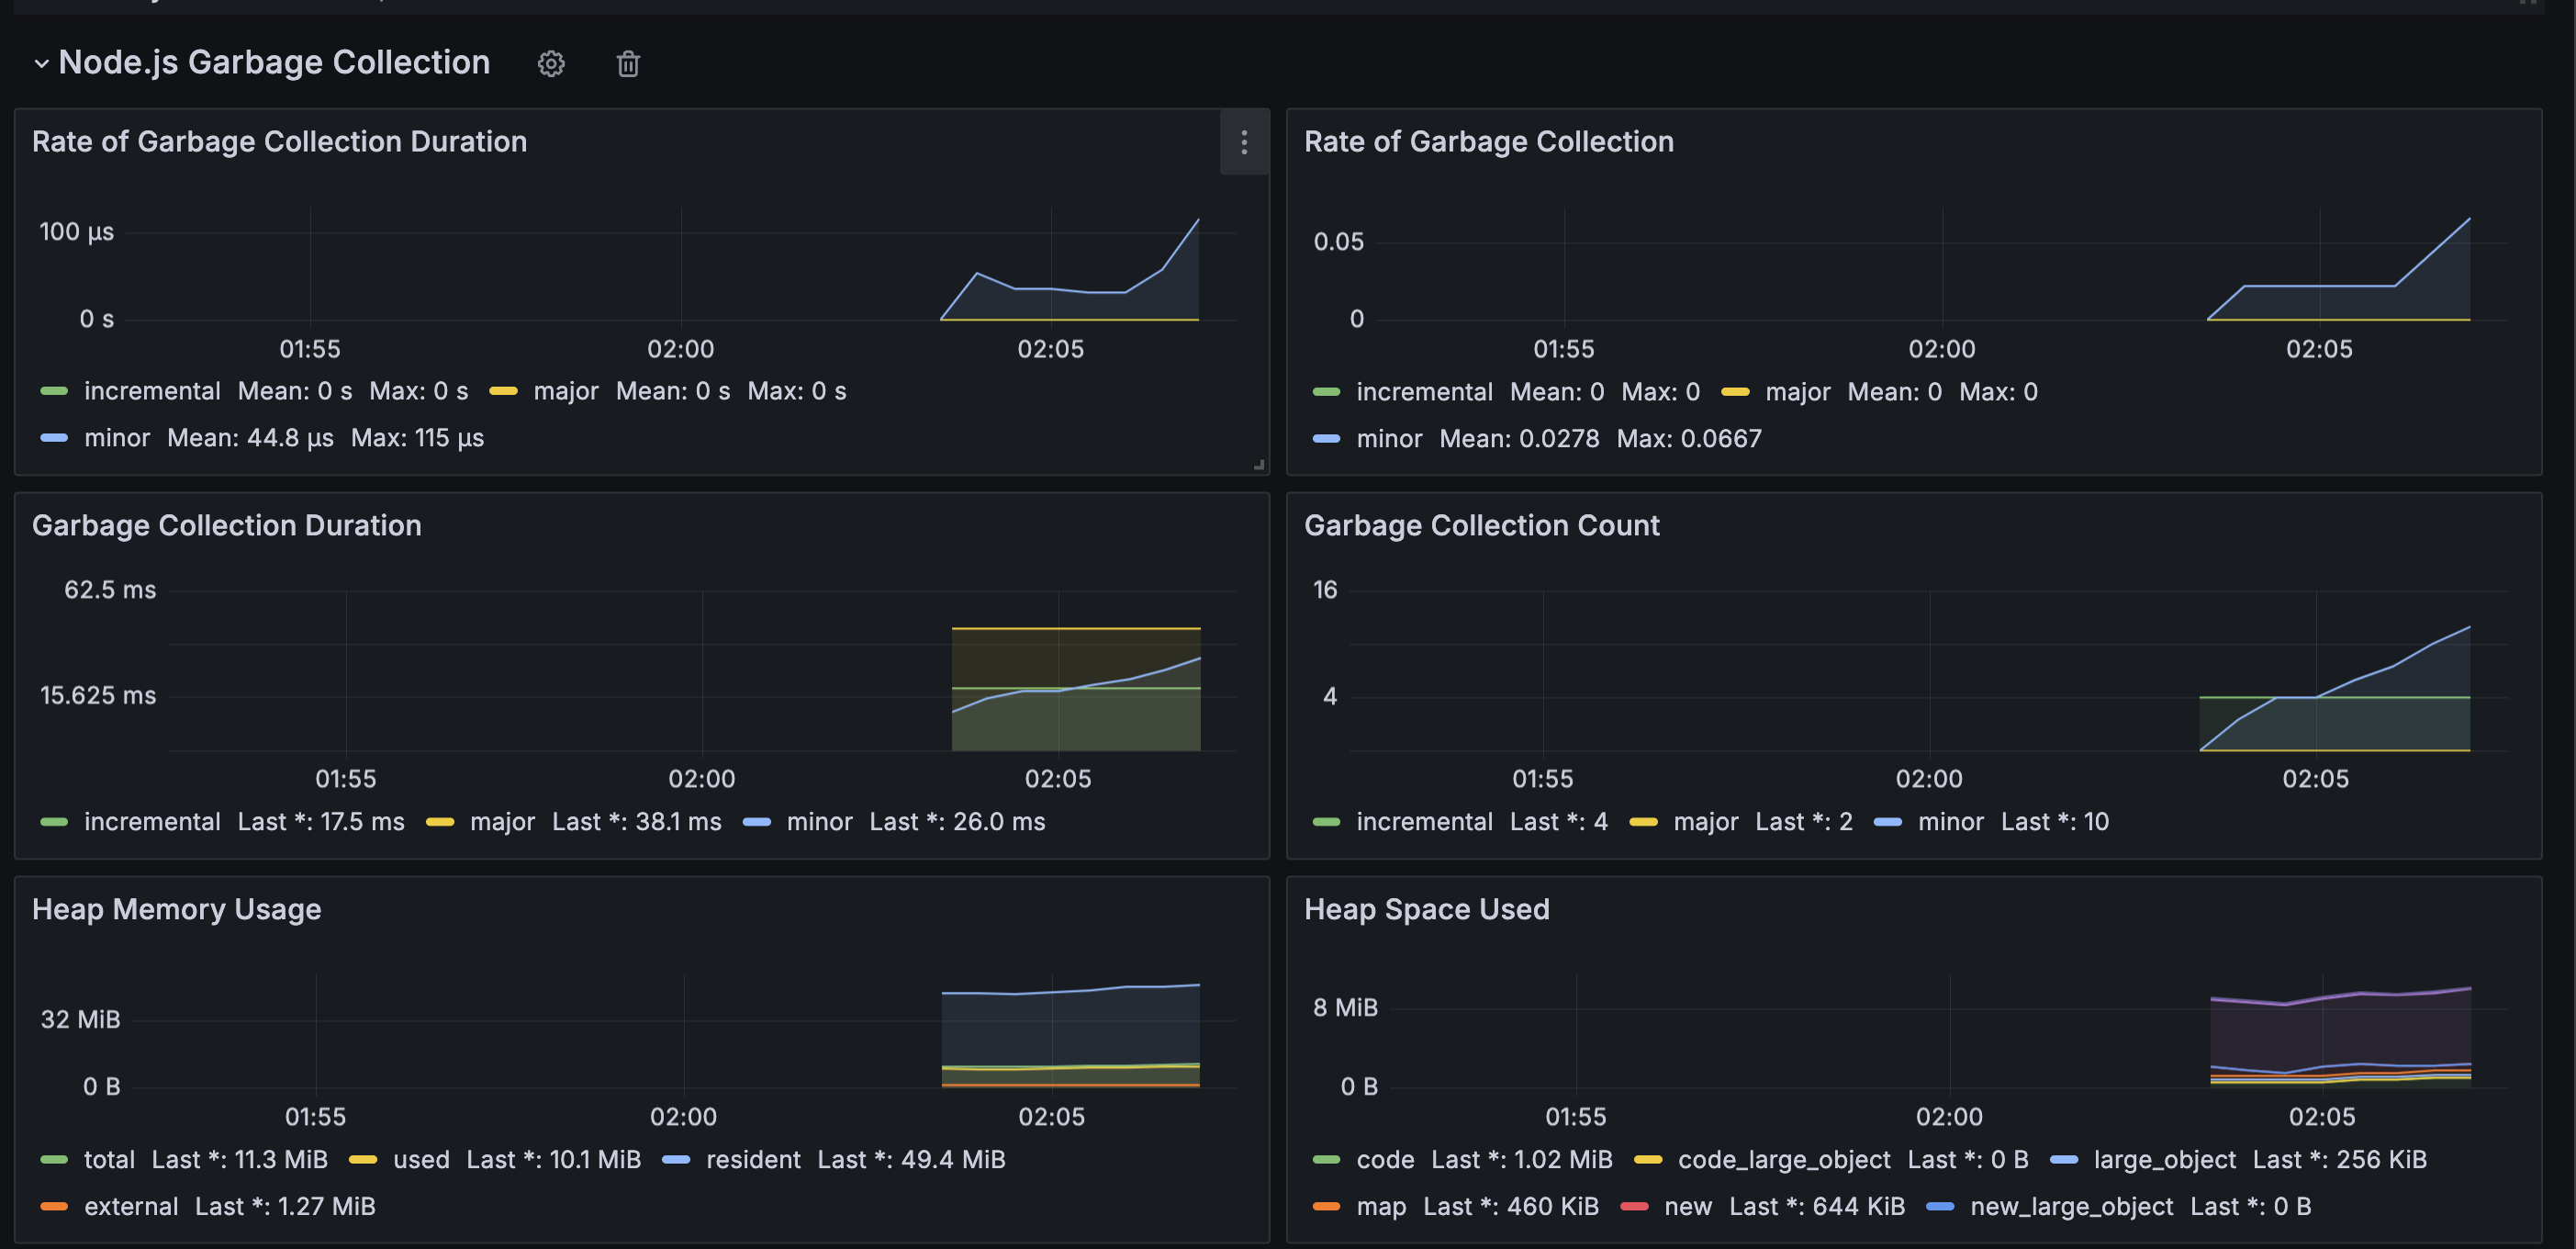 Node.js Garbage Collection
Rate of Garbage Collection Duration
100 µs
0 s
01:55 02:00 02:05
incremental Mean: 0 s Max: 0 s major Mean: 0 s Max: 0 s
minor Mean: 44.8 µs Max: 115 µs
Rate of Garbage Collection
0.05
0
01:55 02:00 02:05
incremental Mean: 0 Max: 0 major Mean: 0 Max: 0
minor Mean: 0.0278 Max: 0.0667
Garbage Collection Duration
62.5 ms
15.625 ms
01:55 02:00 02:05
incremental Last *: 17.5 ms major Last *: 38.1 ms minor Last *: 26.0 ms
Garbage Collection Count
16
4
01:55 02:00 02:05
incremental Last *: 4 major Last *: 2 minor Last *: 10
Heap Memory Usage
32 MiB
0 B
01:55 02:00 02:05
total Last *: 11.3 MiB used Last *: 10.1 MiB resident Last *: 49.4 MiB
external Last *: 1.27 MiB
Heap Space Used
8 MiB
0 B
01:55 02:00 02:05
code Last *: 1.02 MiB code_large_object Last *: 0 B large_object Last *: 256 KiB
map Last *: 460 KiB new Last *: 644 KiB new_large_object Last *: 0 B